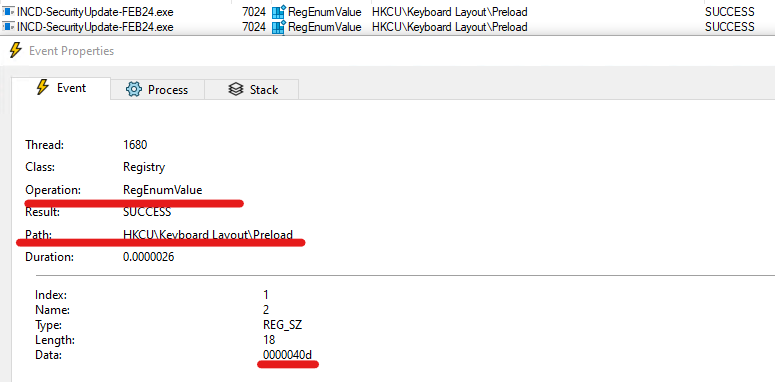 INCD-SecurityUpdate-FEB24.exe 7024 RegEnumValue HKCU\Keyboard Layout\Preload SUCCESS
INCD-SecurityUpdate-FEB24.exe 7024 RegEnumValue HKCU\Keyboard Layout\Preload SUCCESS
Event Properties
Event Process Stack
Thread: 1680
Class: Registry
Operation: RegEnumValue
Result: SUCCESS
Path: HKCU\Keyboard Layout\Preload
Duration: 0.0000026
Index: 1
Name: 2
Type: REG_SZ
Length: 18
Data: 0000040d